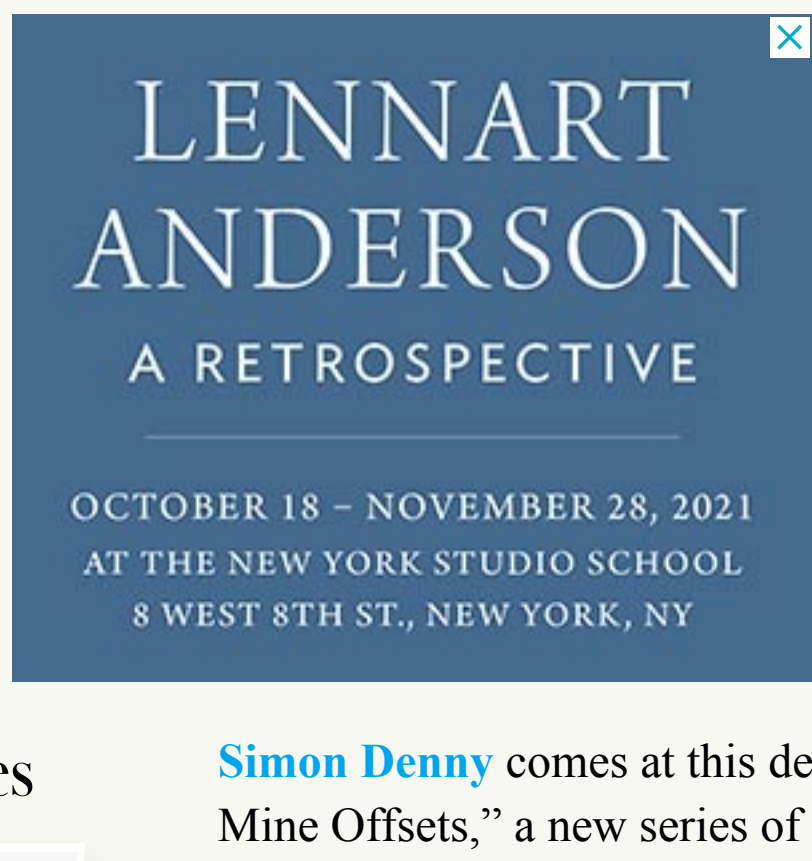 LENNART
ANDERSON
A RETROSPECTIVE
OCTOBER 18 – NOVEMBER 28, 2021
AT THE NEW YORK STUDIO SCHOOL
8 WEST 8TH ST., NEW YORK, NY
Simon Denny comes at this
Mine Offsets,” a new series of